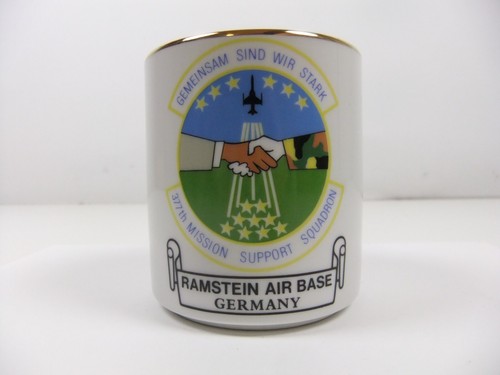 GEMEINSAM SIND WIR STARK
377th MISSION SUPPORT SQUADRON
RAMSTEIN AIR BASE
GERMANY